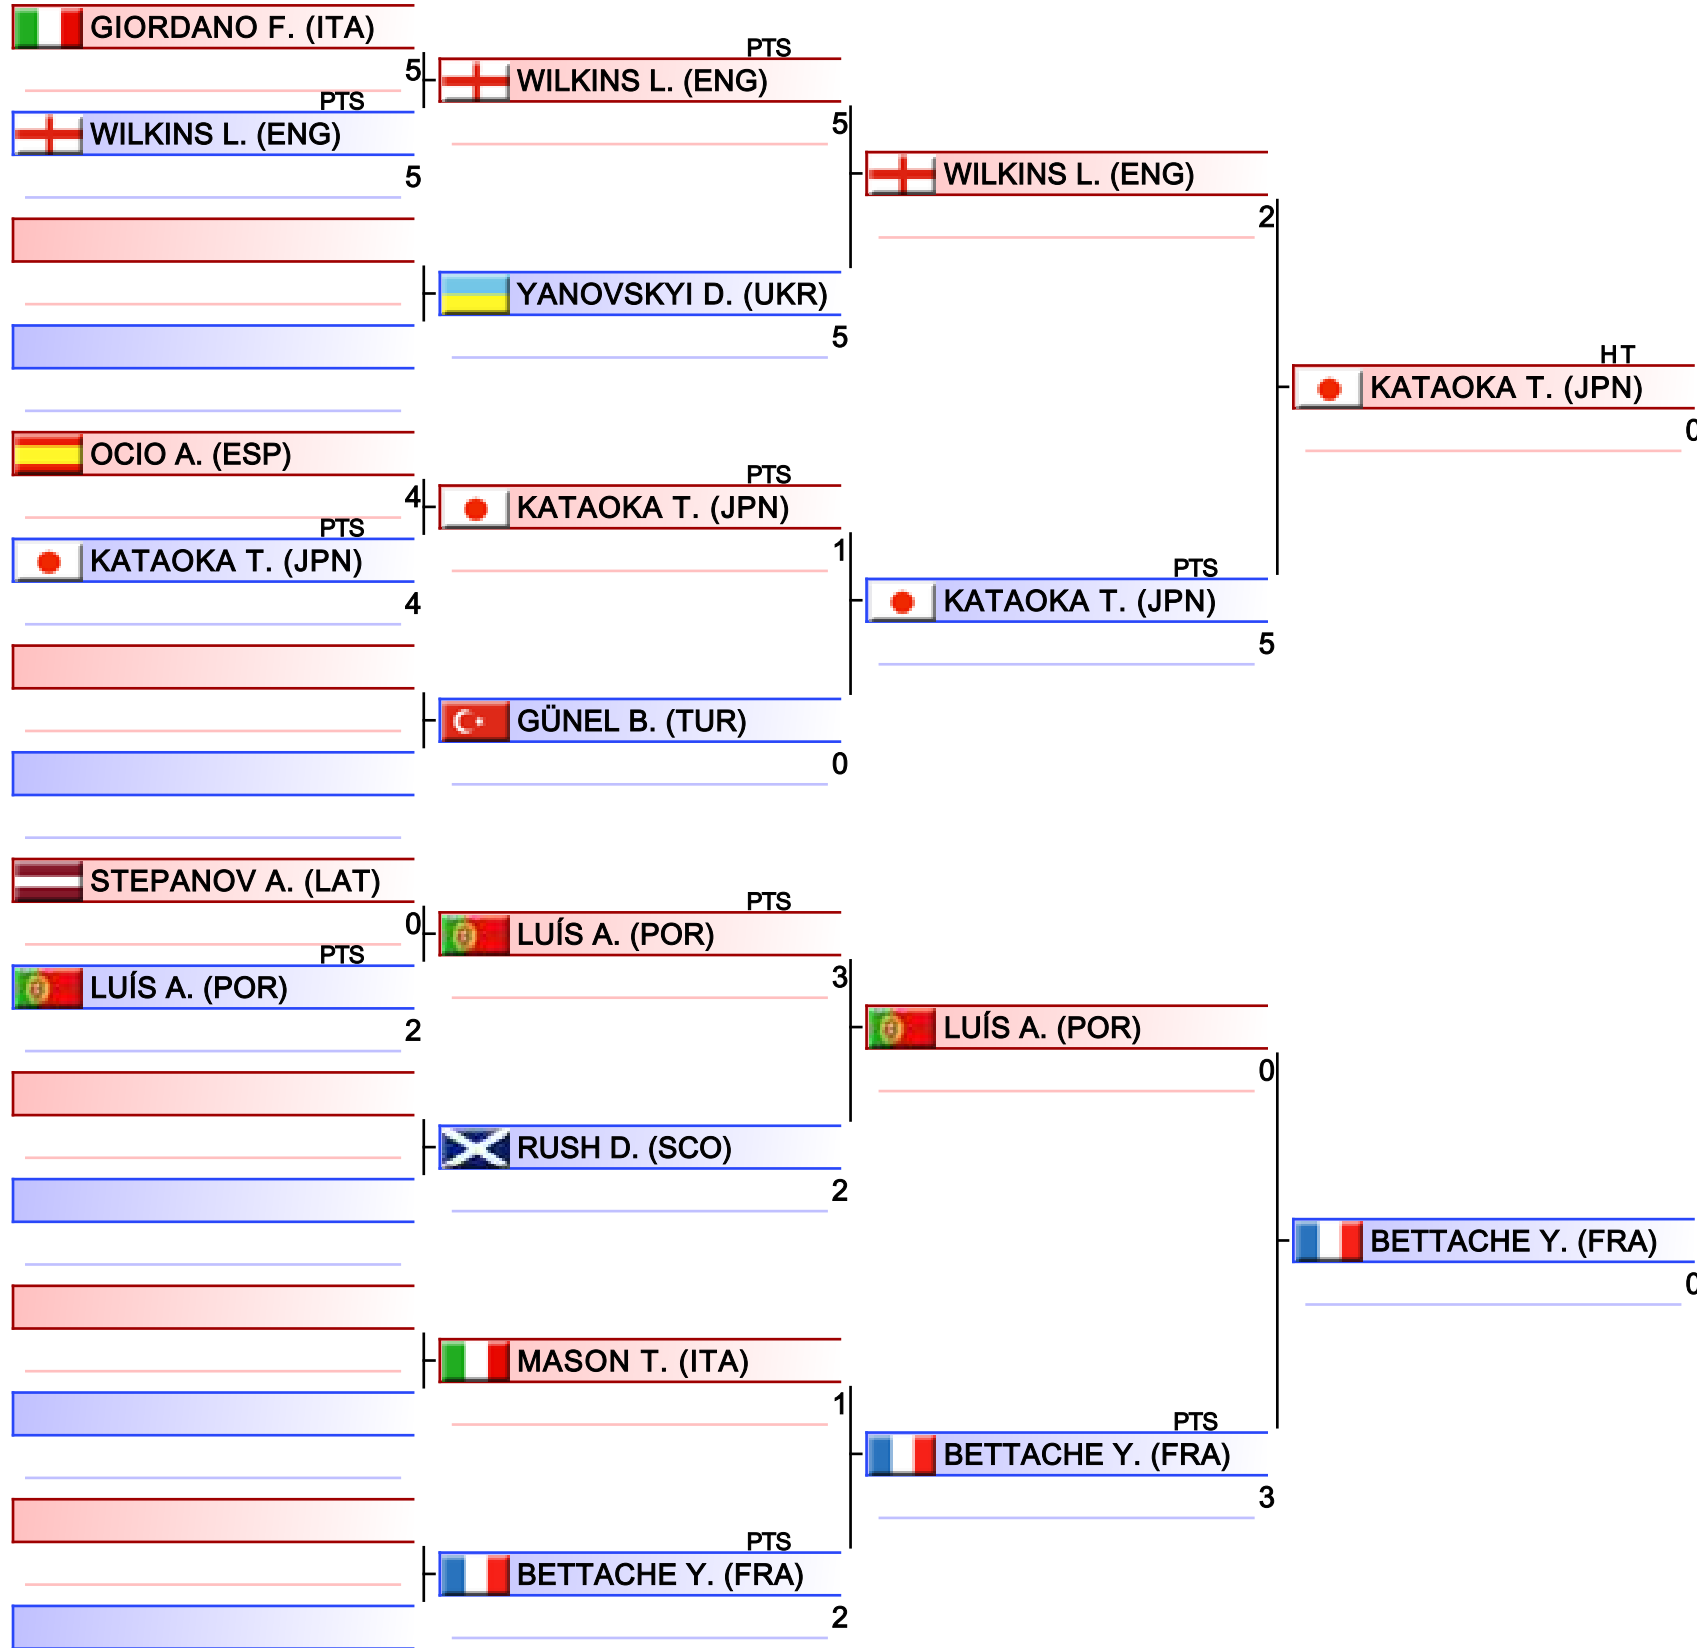 GIORDANO F. (ITA)
5
PTS
WILKINS L. (ENG)
5
OCIO A. (ESP)
4
PTS
KATAOKA T. (JPN)
4
STEPANOV A. (LAT)
0
PTS
LUÍS A. (POR)
2
PTS
WILKINS L. (ENG)
5
YANOVSKYI D. (UKR)
5
PTS
KATAOKA T. (JPN)
1
GÜNEL B. (TUR)
0
PTS
LUÍS A. (POR)
3
RUSH D. (SCO)
2
MASON T. (ITA)
1
PTS
BETTACHE Y. (FRA)
2
WILKINS L. (ENG)
2
PTS
KATAOKA T. (JPN)
5
LUÍS A. (POR)
0
PTS
BETTACHE Y. (FRA)
3
HT
KATAOKA T. (JPN)
0
BETTACHE Y. (FRA)
0